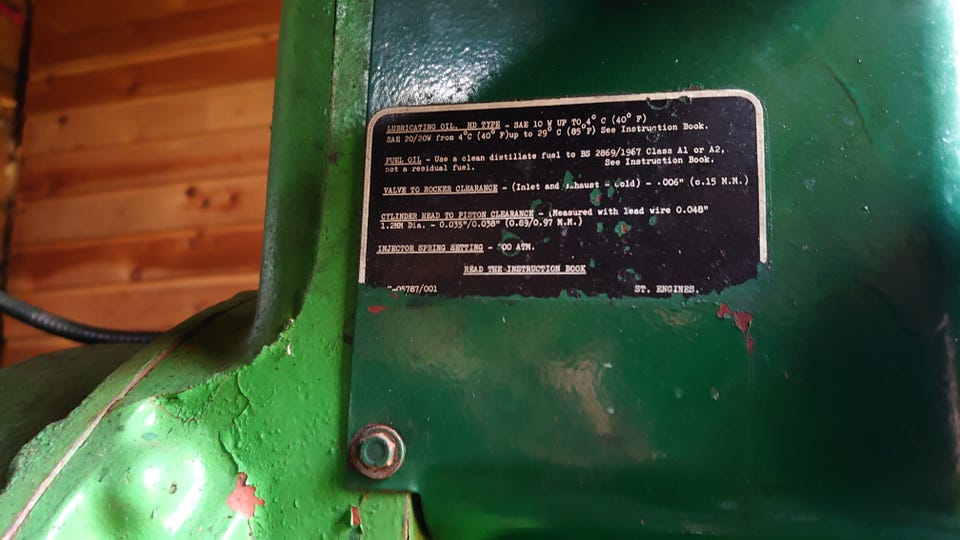 LUBRICATING OIL. HD TYPE - SAE 10 W UP TO 4° C (40° F)
SAE 20/20W from 4°C (40°F)up to 29° C (85°F) See Instruction Book.
FUEL OIL - Use a clean distillate fuel to BS 2869/1967 Class A1 or A2,
not a residual fuel. See Instruction Book.
VALVE TO ROCKER CLEARANCE - (Inlet and - - .006" (0.15 M.M.)
CYLINDER HEAD TO PISTON CLEARANCE - (Measured with lead wire 0.048"
1.2MM Dia. - 0.035"/0.038" (0.89/0.97 M.M.)
INJECTOR SPRING SETTING - ATM.
READ THE INSTRUCTION BOOK
ST. ENGINES.